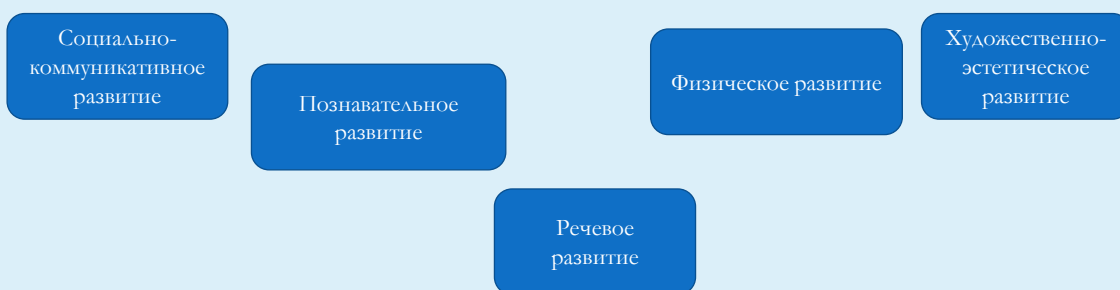 Социально-
коммуникативное
развитие
Познавательное
развитие
Речевое
развитие
Физическое развитие
Художественно-
эстетическое
развитие